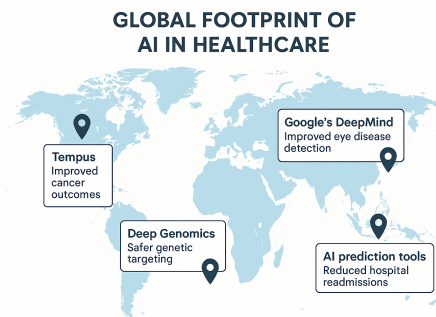 GLOBAL FOOTPRINT OF
AI IN HEALTHCARE
Google's DeepMind
Improved eye disease
detection
Tempus
Improved
cancer
outcomes
Deep Genomics
Safer genetic
targeting
AI prediction tools
Reduced hospital
readmissions